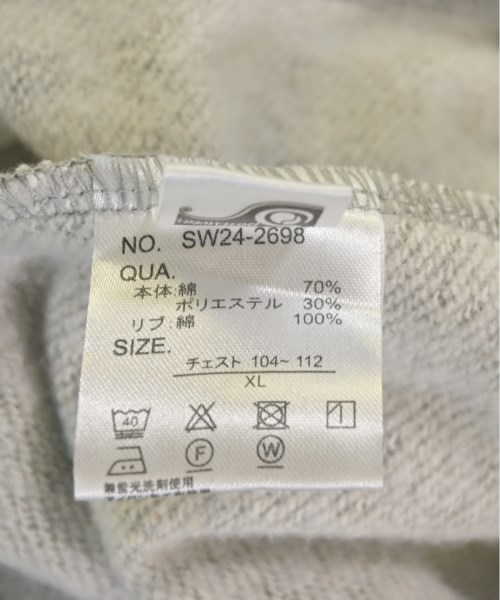 NO. SW24-2698
QUA.
本体:綿 70%
ポリエステル 30%
リブ:綿 100%
SIZE.
チェスト 104~ 112
XL
40
F W
無蛍光洗剤使用